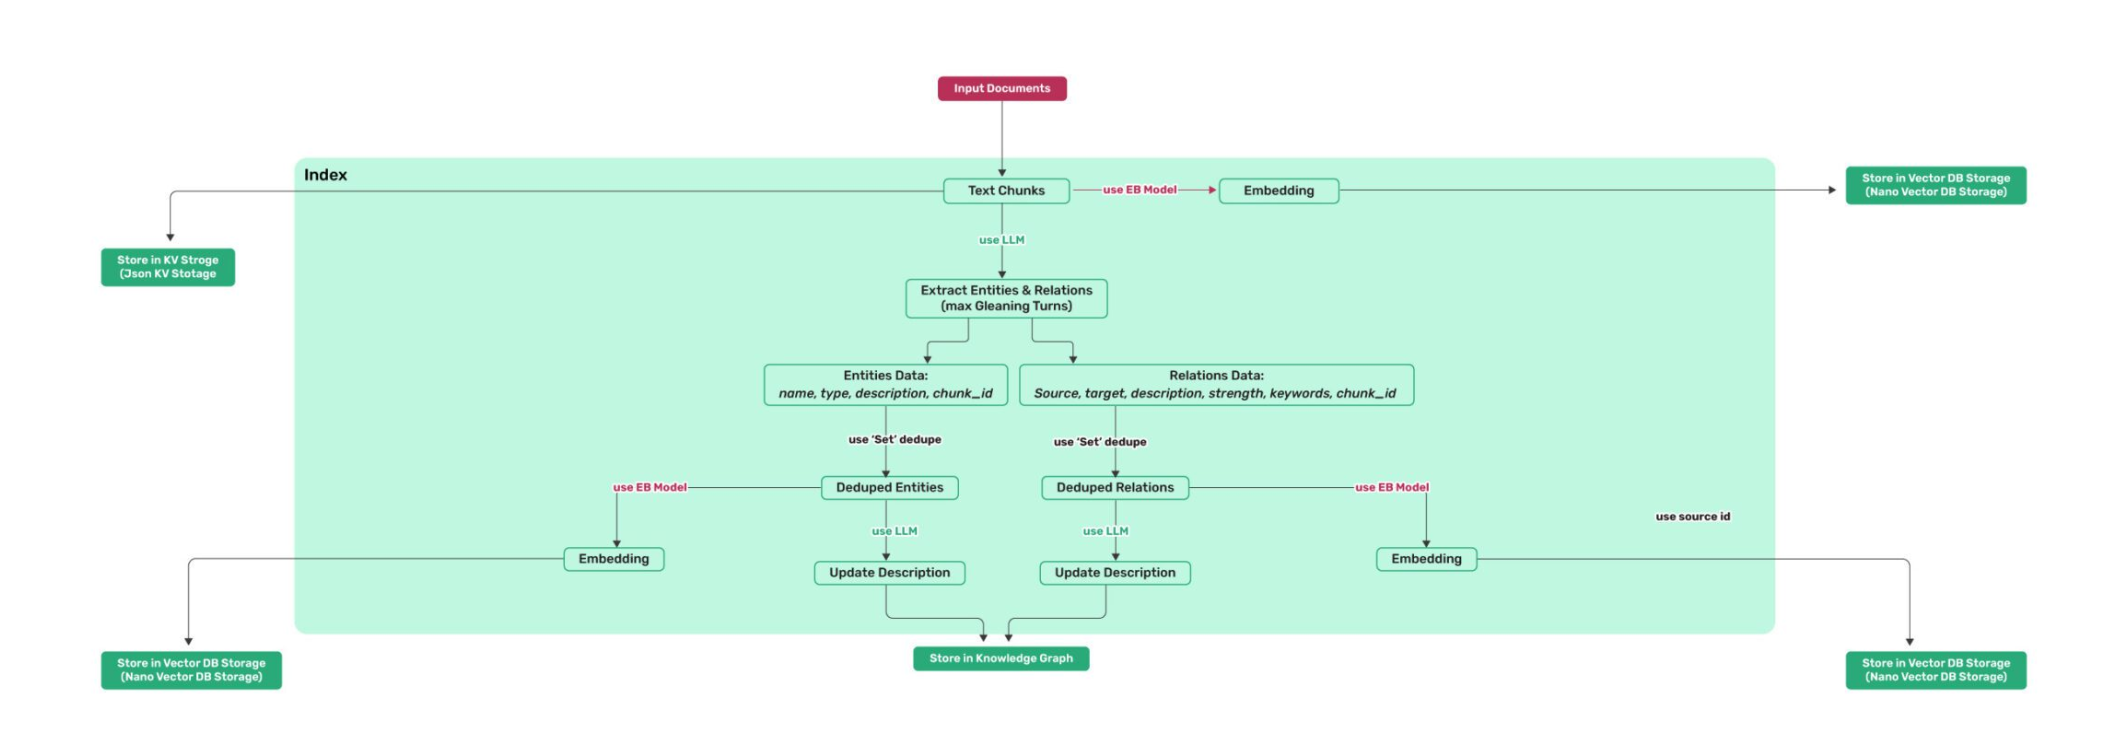 Input Documents
Index
Text Chunks
use EB Model
Embedding
Store in Vector DB Storage
(Nano Vector DB Storage)
use LLM
Store in KV Stroge
(Json KV Stotage
Extract Entities & Relations
(max Gleaning Turns)
Entities Data:
name, type, description, chunk_id
Relations Data:
Source, target, description, strength, keywords, chunk_id
use ‘Set’ dedupe
use ‘Set’ dedupe
use EB Model
Deduped Entities
Deduped Relations
use EB Model
use source id
use LLM
use LLM
Embedding
Update Description
Update Description
Embedding
Store in Vector DB Storage
(Nano Vector DB Storage)
Store in Knowledge Graph
Store in Vector DB Storage
(Nano Vector DB Storage)